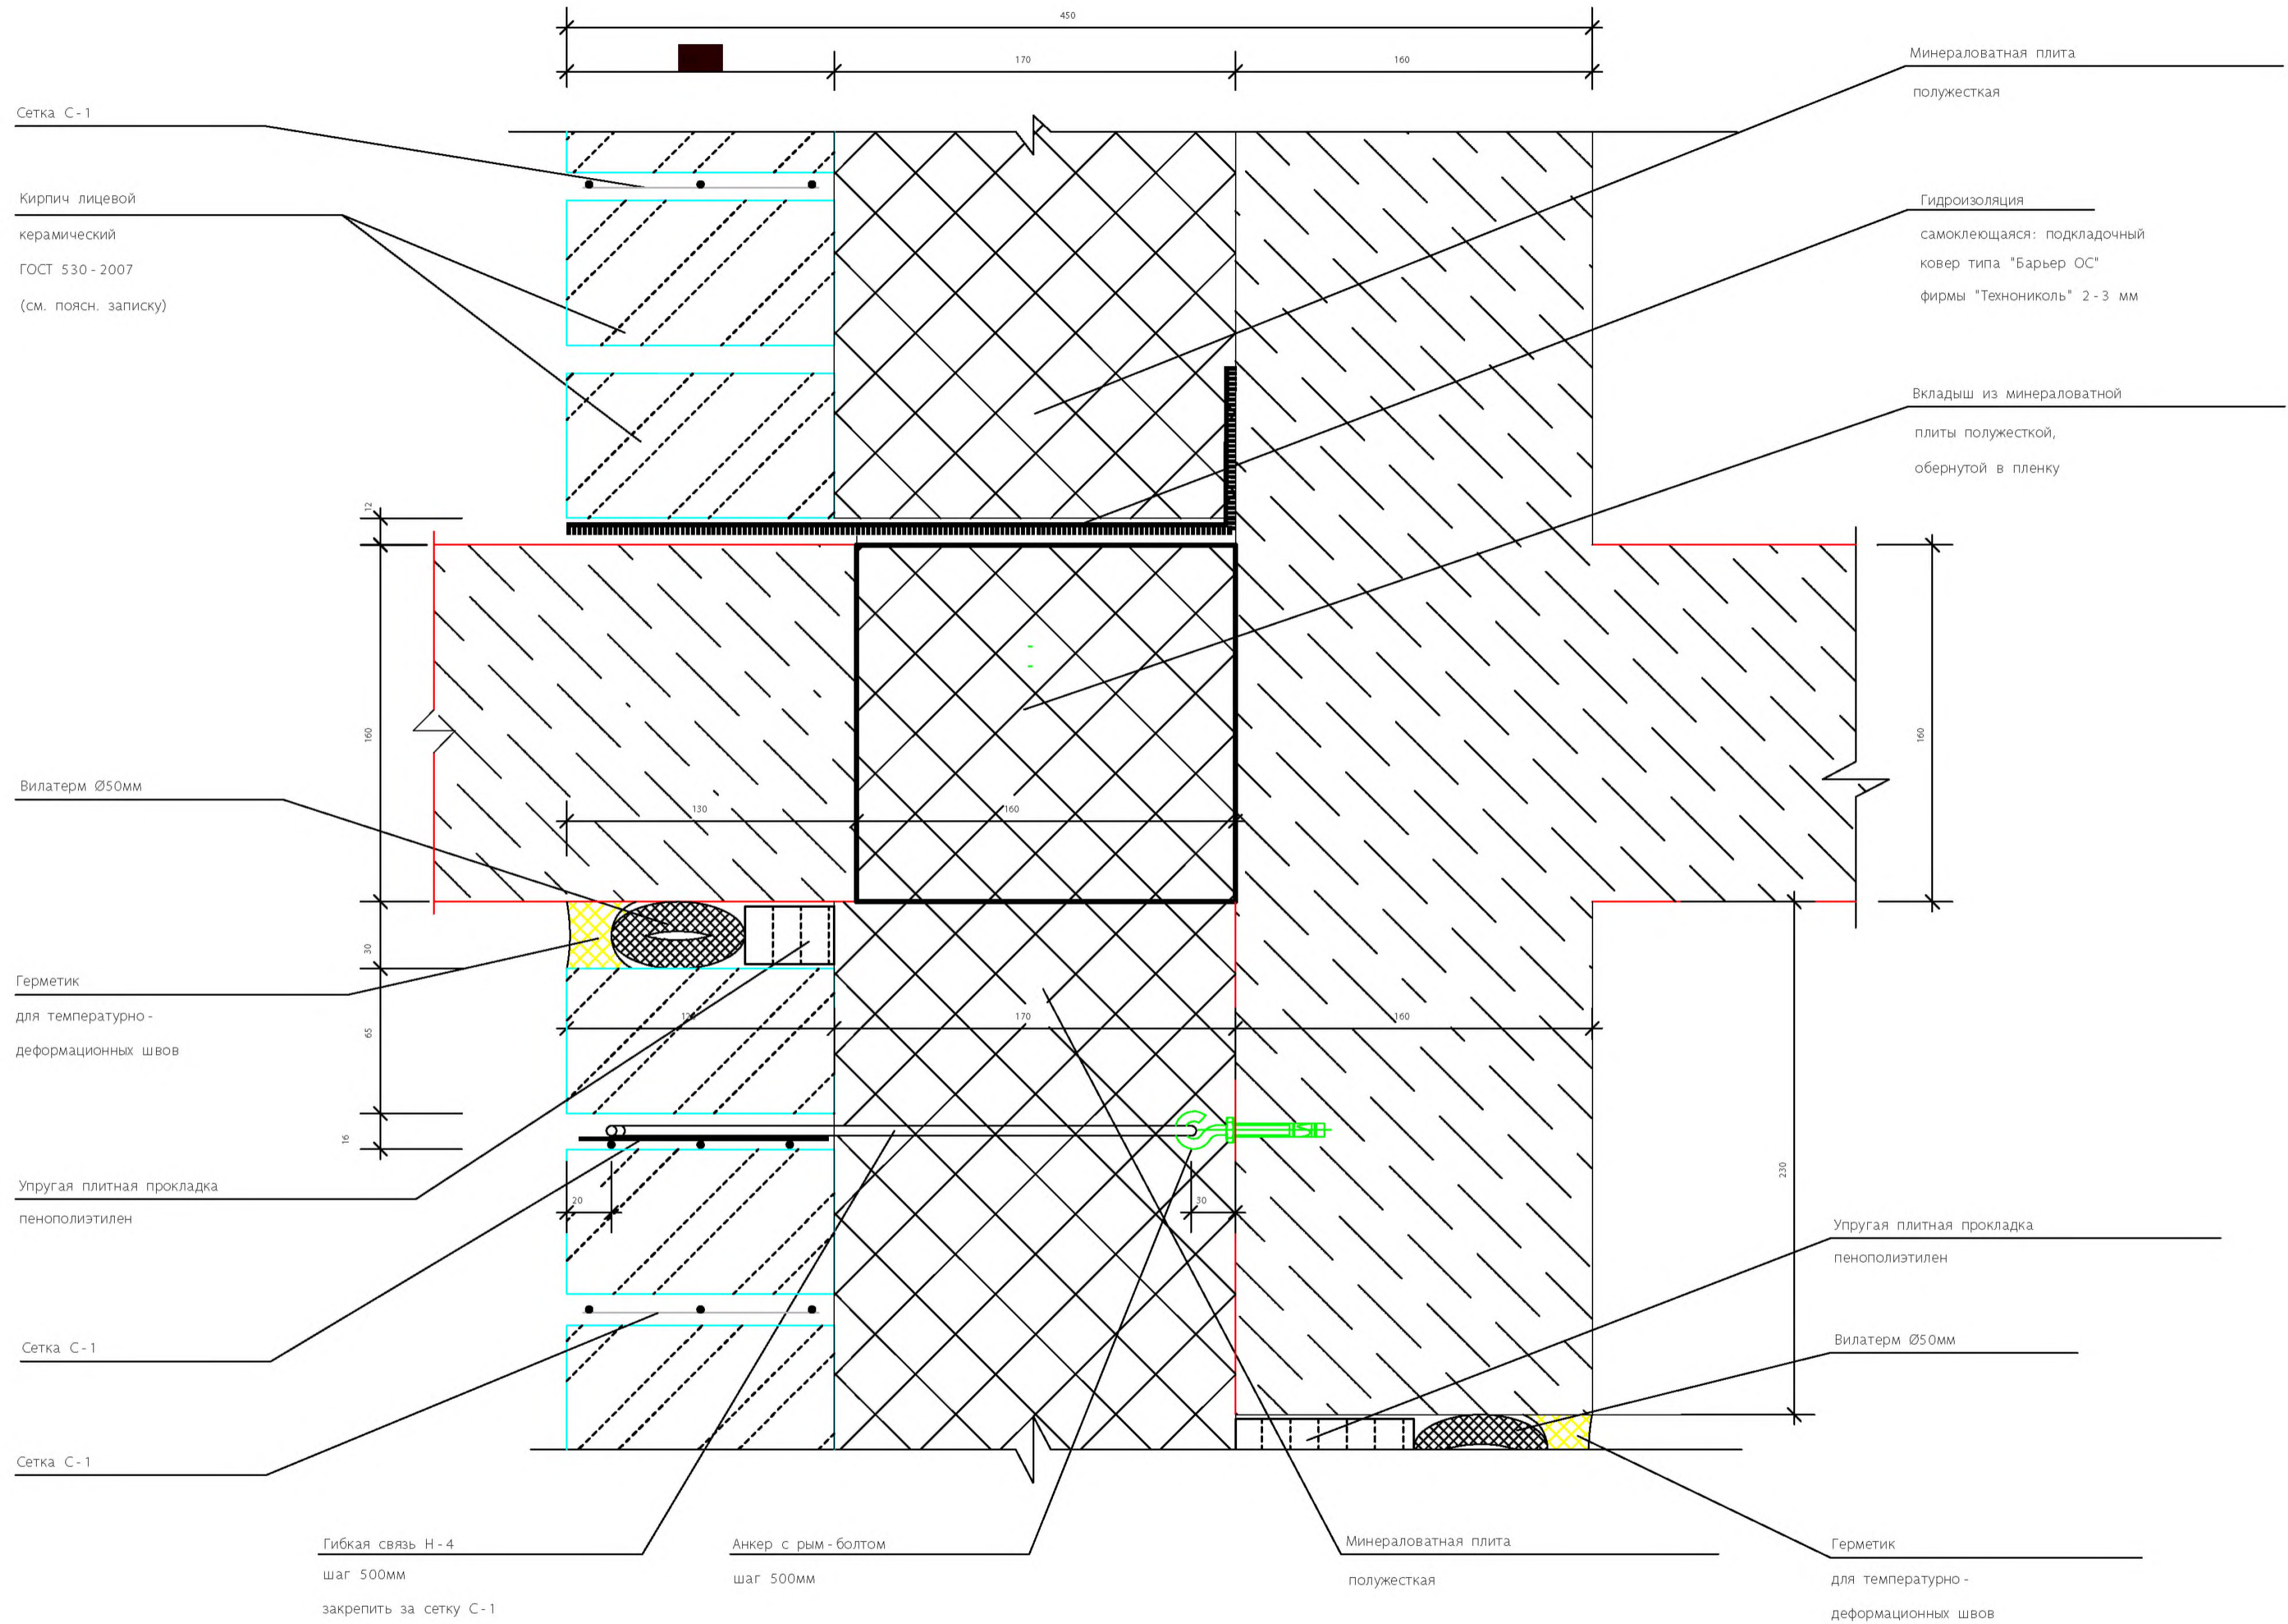 450
170
160
Минераловатная плита
полужесткая
Сетка С-1
Кирпич лицевой
керамический
ГОСТ 530-2007
(см. поясн. записку)
Гидроизоляция
самоклеющаяся: подкладочный
ковер типа "Барьер ОС"
фирмы "Технониколь" 2-3 мм
Вкладыш из минераловатной
плиты полужесткой,
обернутой в пленку
12
160
160
Вилатерм Ø50мм
130
160
30
Герметик
для температурно-
деформационных швов
65
170
160
16
230
Упругая плитная прокладка
пенополиэтилен
20
30
Упругая плитная прокладка
пенополиэтилен
Сетка С-1
Вилатерм Ø50мм
Сетка С-1
Гибкая связь Н-4
шаг 500мм
закрепить за сетку С-1
Анкер с рым-болтом
шаг 500мм
Минераловатная плита
полужесткая
Герметик
для температурно-
деформационных швов